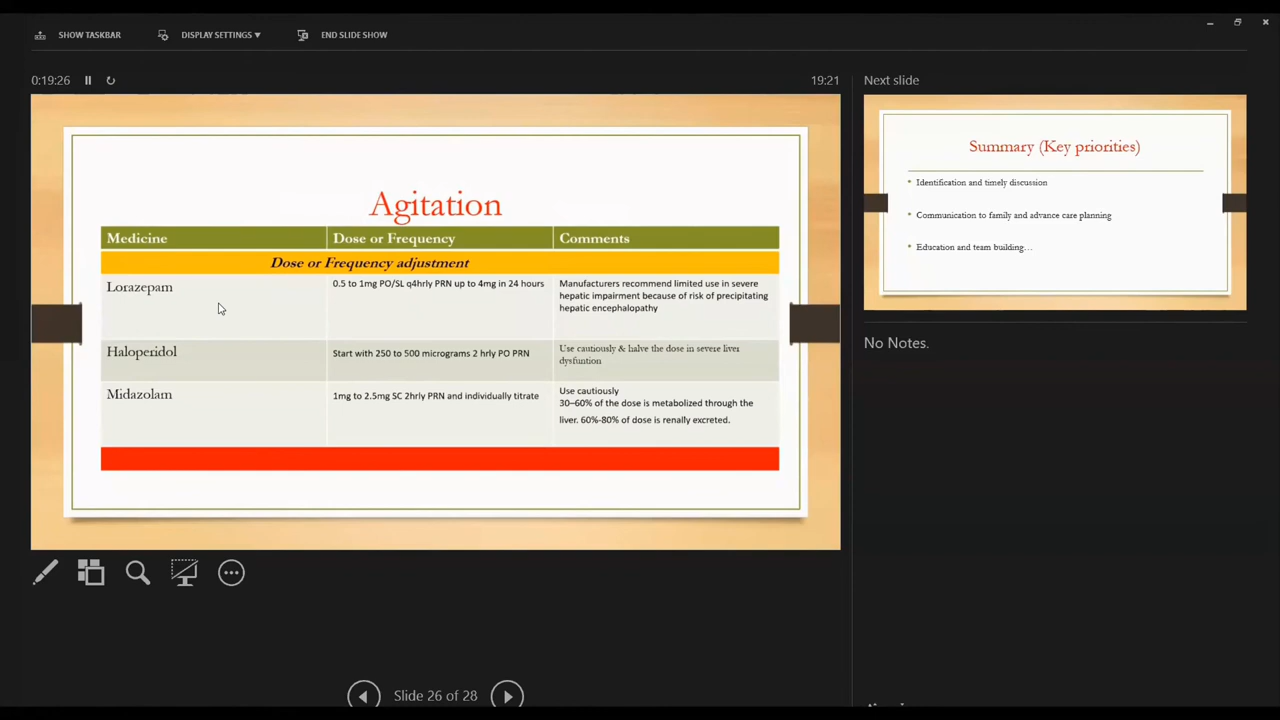 SHOW TASKBAR DISPLAY SETTINGS ▼ END SLIDE SHOW
0:19:26 19:21
Agitation
Medicine Dose or Frequency Comments
Dose or Frequency adjustment
Lorazepam
0.5 to 1mg PO/SL q4hrly PRN up to 4mg in 24 hours
Manufacturers recommend limited use in severe
hepatic impairment because of risk of precipitating
hepatic encephalopathy
Haloperidol
Start with 250 to 500 micrograms 2 hrly PO PRN
Use cautiously & halve the dose in severe liver
dysfuntion
Midazolam
1mg to 2.5mg SC 2hrly PRN and individually titrate
Use cautiously
30–60% of the dose is metabolized through the
liver. 60%-80% of dose is renally excreted.
Slide 26 of 28
Next slide
Summary (Key priorities)
• Identification and timely discussion
• Communication to family and advance care planning
• Education and team building...
No Notes.